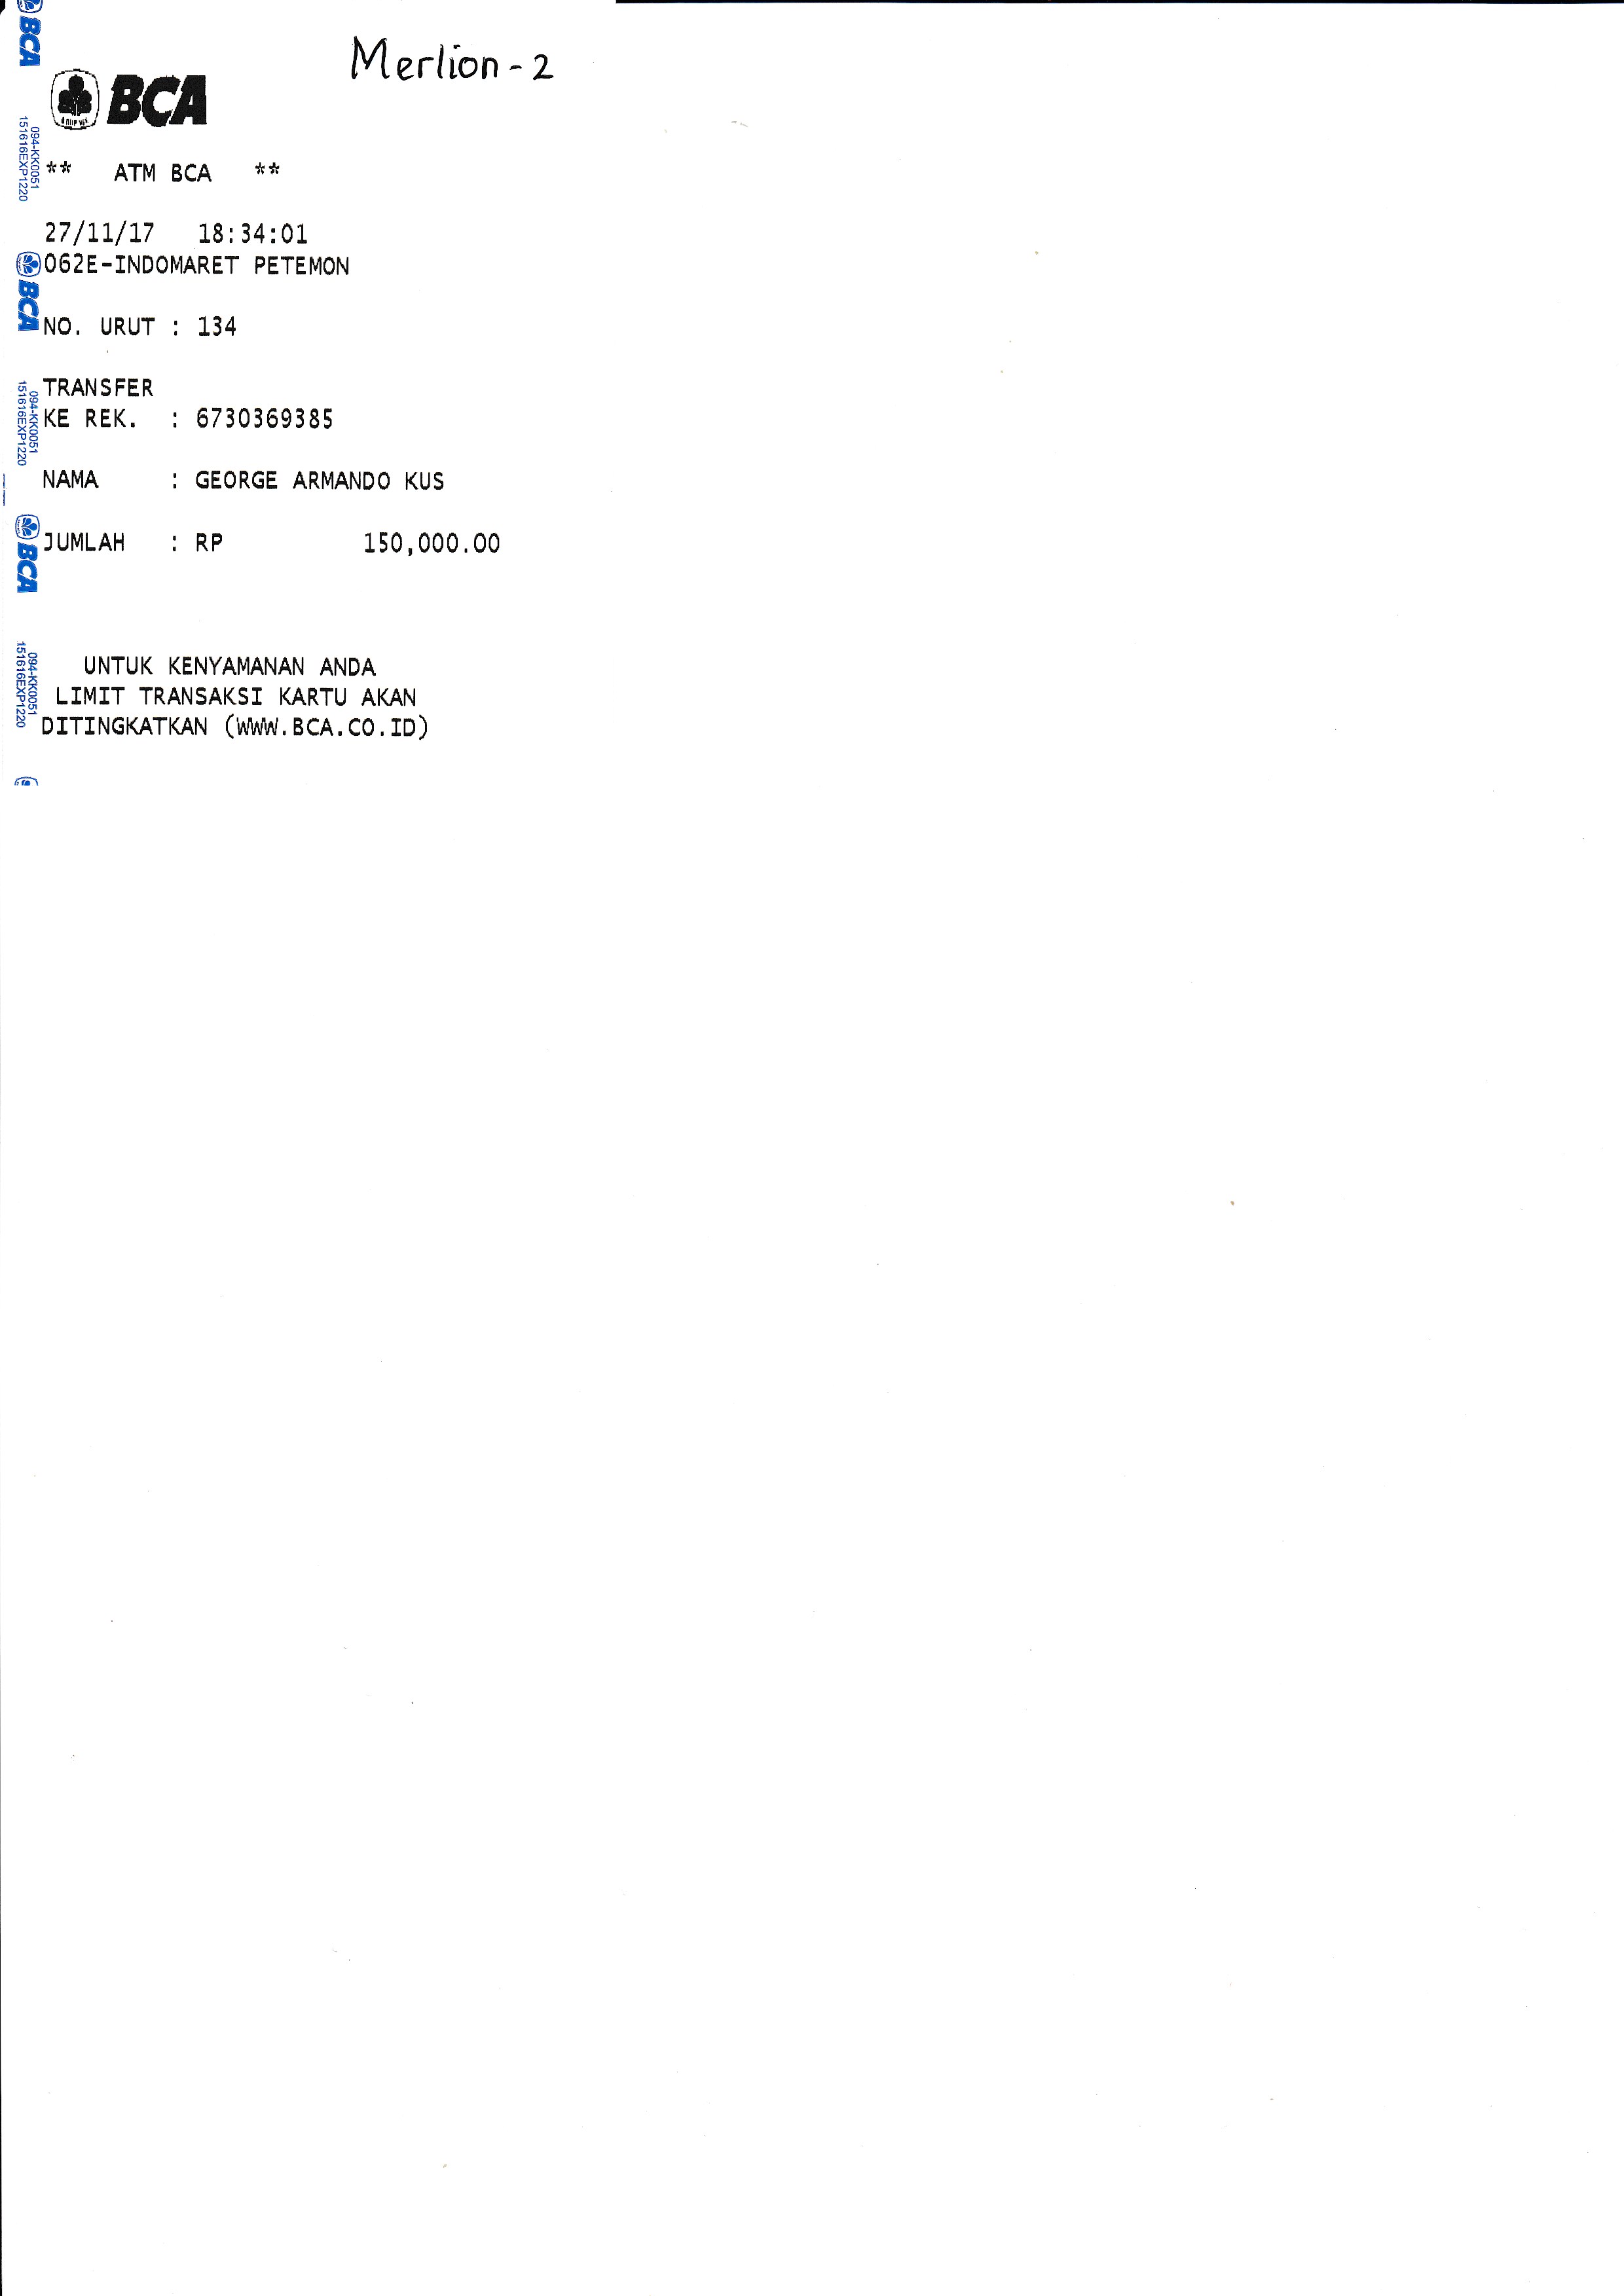 Merlion - 2
BCA
** ATM BCA **
27/11/17 18:34:01
062E-INDOMARET PETEMON
NO. URUT : 134
TRANSFER
KE REK. : 6730369385
NAMA : GEORGE ARMANDO KUS
JUMLAH : RP 150,000.00
UNTUK KENYAMANAN ANDA
LIMIT TRANSAKSI KARTU AKAN
DITINGKATKAN (WWW.BCA.CO.ID)
BCA
094-KK0051
151616EXP1220
BCA
094-KK0051
151616EXP1220
BCA
094-KK0051
151616EXP1220